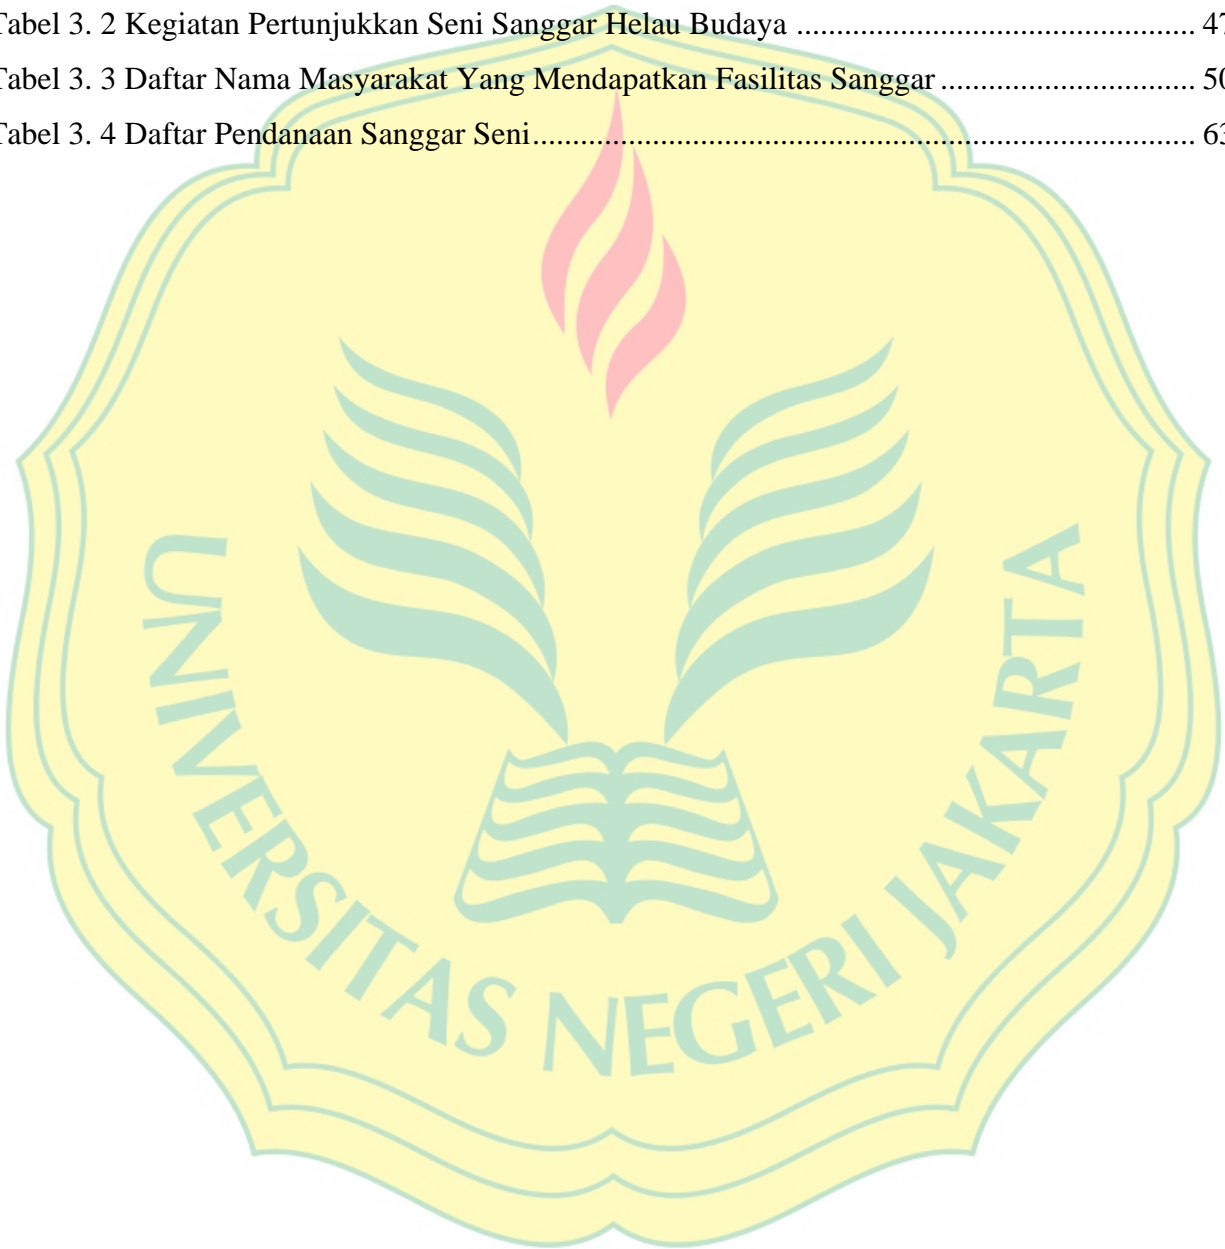 Tabel 3. 2 Kegiatan Pertunjukkan Seni Sanggar Helau Budaya ................................................. 47
Tabel 3. 3 Daftar Nama Masyarakat Yang Mendapatkan Fasilitas Sanggar ............................... 50
Tabel 3. 4 Daftar Pendanaan Sanggar Seni.................................................................................. 63
UNIVERSITAS NEGERI JAKARTA